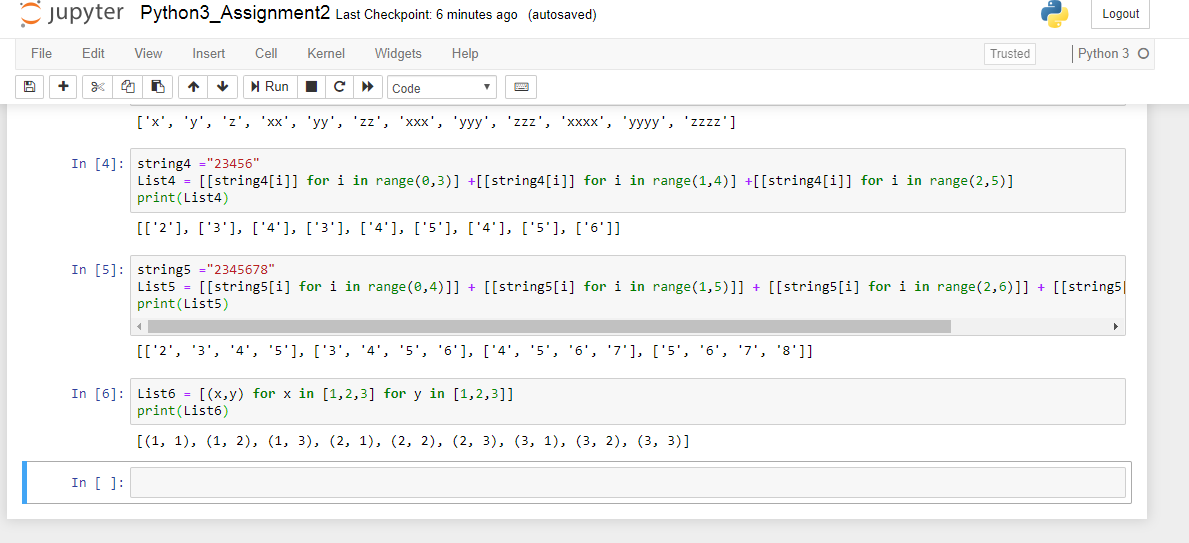 jupyter Python3_Assignment2 Last Checkpoint: 6 minutes ago (autosaved) Logout
File Edit View Insert Cell Kernel Widgets Help Trusted Python 3
Run Code
['x', 'y', 'z', 'xx', 'yy', 'zz', 'xxx', 'yyy', 'zzz', 'xxxx', 'yyyy', 'zzzz']
In [4]: string4 ="23456"
List4 = [[string4[i]] for i in range(0,3)] +[[string4[i]] for i in range(1,4)] +[[string4[i]] for i in range(2,5)]
print(List4)
[['2'], ['3'], ['4'], ['3'], ['4'], ['5'], ['4'], ['5'], ['6']]
In [5]: string5 ="2345678"
List5 = [[string5[i] for i in range(0,4)]] + [[string5[i] for i in range(1,5)]] + [[string5[i] for i in range(2,6)]] + [[string5[
print(List5)
[['2', '3', '4', '5'], ['3', '4', '5', '6'], ['4', '5', '6', '7'], ['5', '6', '7', '8']]
In [6]: List6 = [(x,y) for x in [1,2,3] for y in [1,2,3]]
print(List6)
[(1, 1), (1, 2), (1, 3), (2, 1), (2, 2), (2, 3), (3, 1), (3, 2), (3, 3)]
In [ ]: